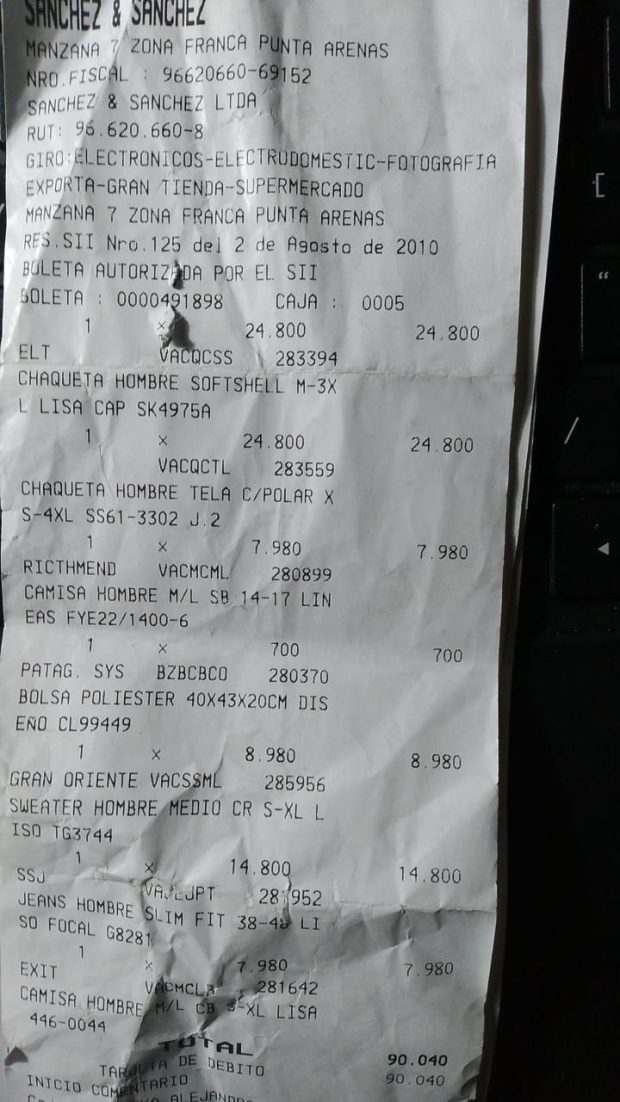 SANCHEZ & SANCHEZ
MANZANA 7 ZONA FRANCA PUNTA ARENAS
NRO.FISCAL : 96620660-69152
SANCHEZ & SANCHEZ LTDA
RUT: 96.620.660-8
GIRO:ELECTRONICOS-ELECTRODOMESTIC-FOTOGRAFIA
EXPORTA-GRAN TIENDA-SUPERMERCADO
MANZANA 7 ZONA FRANCA PUNTA ARENAS
RES.SII Nro.125 del 2 de Agosto de 2010
BOLETA AUTORIZADA POR EL SII
BOLETA : 0000491898 CAJA : 0005
1 x 24.800 24.800
ELT VACQCSS 283394
CHAQUETA HOMBRE SOFTSHELL M-3X
L LISA CAP SK4975A
1 x 24.800 24.800
VACQCTL 283559
CHAQUETA HOMBRE TELA C/POLAR X
S-4XL SS61-3302 J.2
1 x 7.980 7.980
RICTHMEND VACMCML 280899
CAMISA HOMBRE M/L SB 14-17 LIN
EAS FYE22/1400-6
1 x 700 700
PATAG. SYS BZBCBCO 280370
BOLSA POLIESTER 40X43X20CM DIS
EÑO CL99449
1 x 8.980 8.980
GRAN ORIENTE VACSSML 285956
SWEATER HOMBRE MEDIO CR S-XL L
ISO TG3744
1 x 14.800 14.800
SSJ 281952
JEANS HOMBRE SLIM FIT 38-48 LI
SO FOCAL G8281
1 x 7.980 7.980
EXIT 281642
CAMISA HOMBRE M/L CB S-XL LISA
446-0044
TOTAL 90.040
TARJETA DE DEBITO 90.040
INICIO COMENTARIO
ALEJANDRO
[
“
/
◄